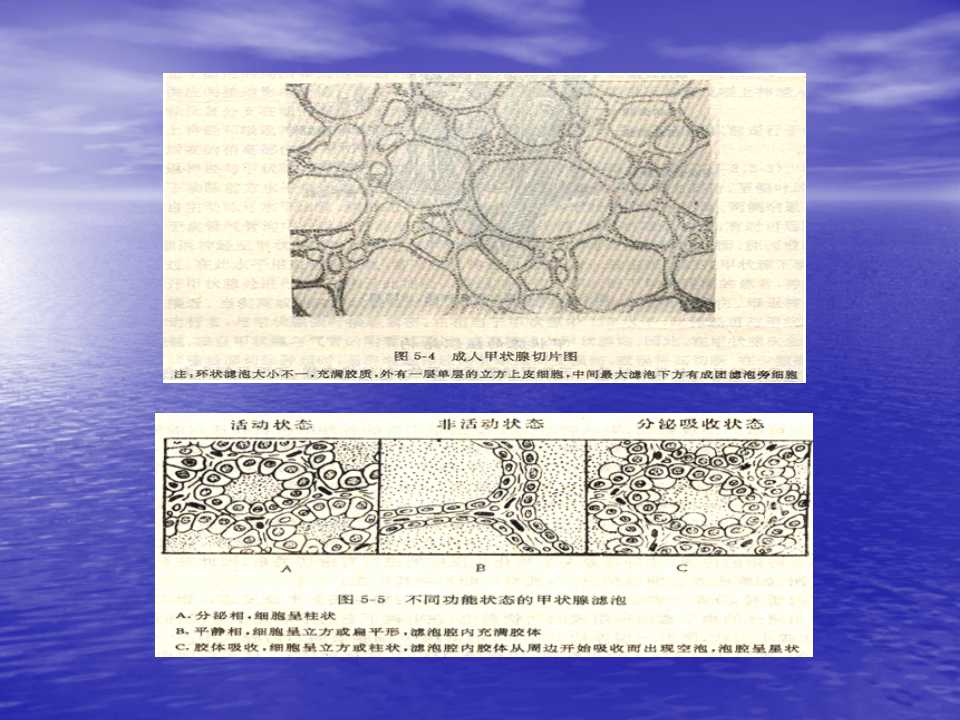 图 5-4 成人甲状腺切片图
注:环状滤泡大小不一,充满胶质,外有一层单层的立方上皮细胞,中间最大滤泡下方有成团滤泡旁细胞
活动状态 非活动状态 分泌吸收状态
A B C
图 5-5 不同功能状态的甲状腺滤泡
A. 分泌相,细胞呈柱状
B. 平静相,细胞呈立方或扁平形,滤泡腔内充满胶体
C. 胶体吸收,细胞呈立方或柱状,滤泡腔内胶体从周边开始吸收而出现空泡,泡腔呈星状